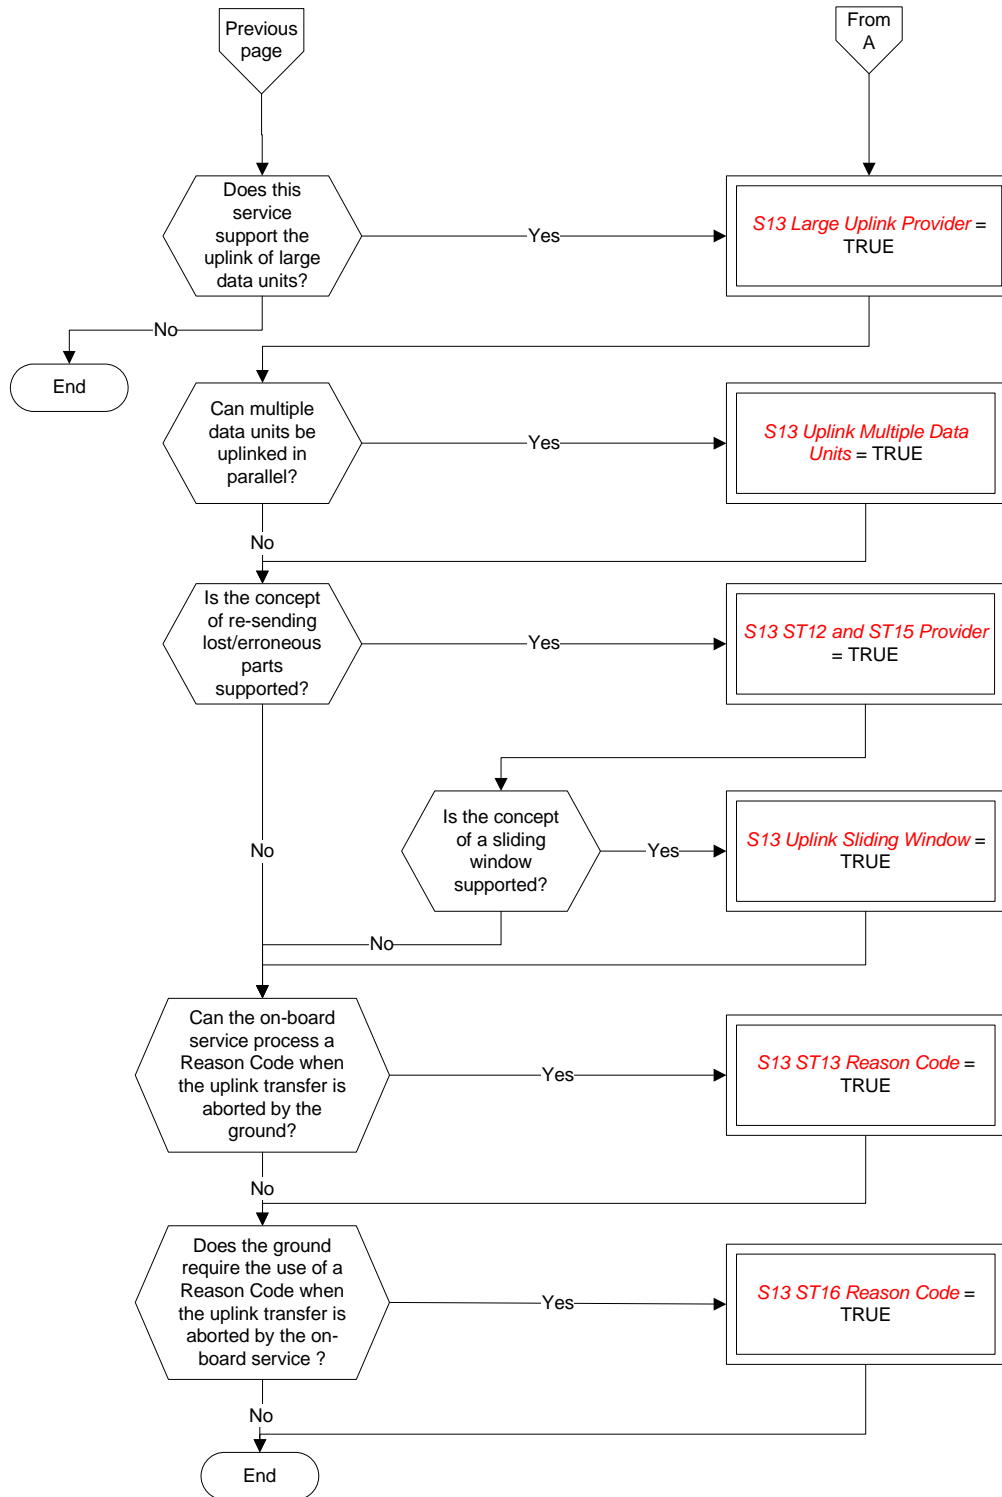 Previous
page
From
A
Does this
service
support the
uplink of large
data units?
Yes
S13 Large Uplink Provider =
TRUE
No
End
Can multiple
data units be
uplinked in
parallel?
Yes
S13 Uplink Multiple Data
Units = TRUE
No
Is the concept
of re-sending
lost/erroneous
parts
supported?
Yes
S13 ST12 and ST15 Provider
= TRUE
No
Is the concept
of a sliding
window
supported?
Yes
S13 Uplink Sliding Window =
TRUE
No
Can the on-board
service process a
Reason Code when
the uplink transfer is
aborted by the
ground?
Yes
S13 ST13 Reason Code =
TRUE
No
Does the ground
require the use of a
Reason Code when
the uplink transfer is
aborted by the on-
board service ?
Yes
S13 ST16 Reason Code =
TRUE
No
End